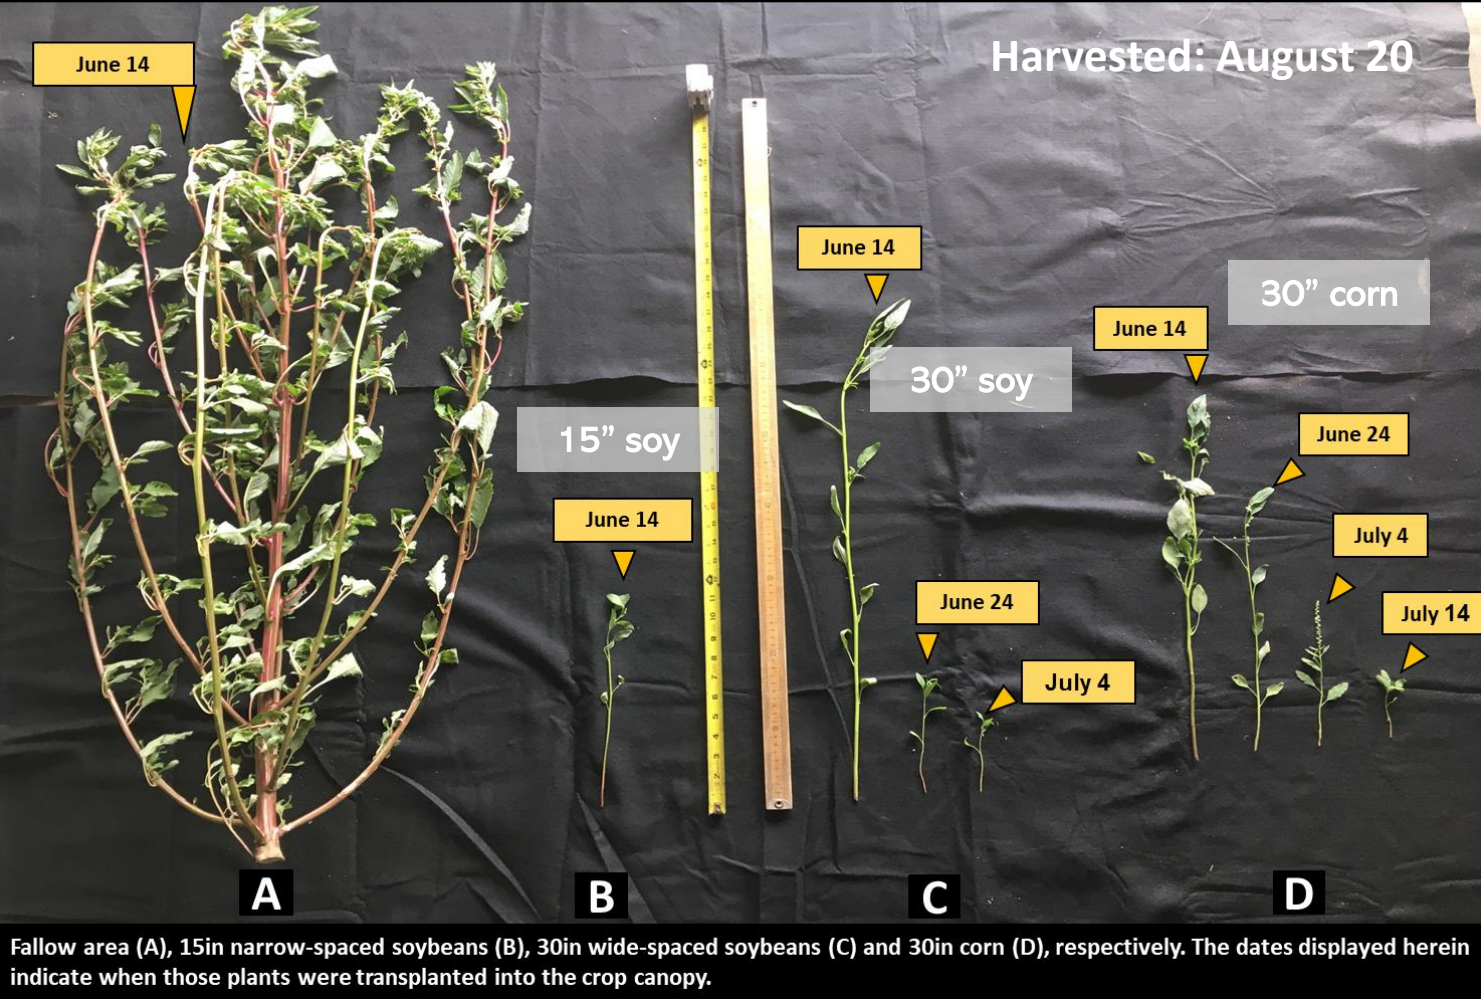 Harvested: August 20
June 14
June 14
30” corn
June 14
30” soy
15” soy
June 24
June 14
July 4
June 24
July 14
July 4
A
B
C
D
Fallow area (A), 15in narrow-spaced soybeans (B), 30in wide-spaced soybeans (C) and 30in corn (D), respectively. The dates displayed herein
indicate when those plants were transplanted into the crop canopy.